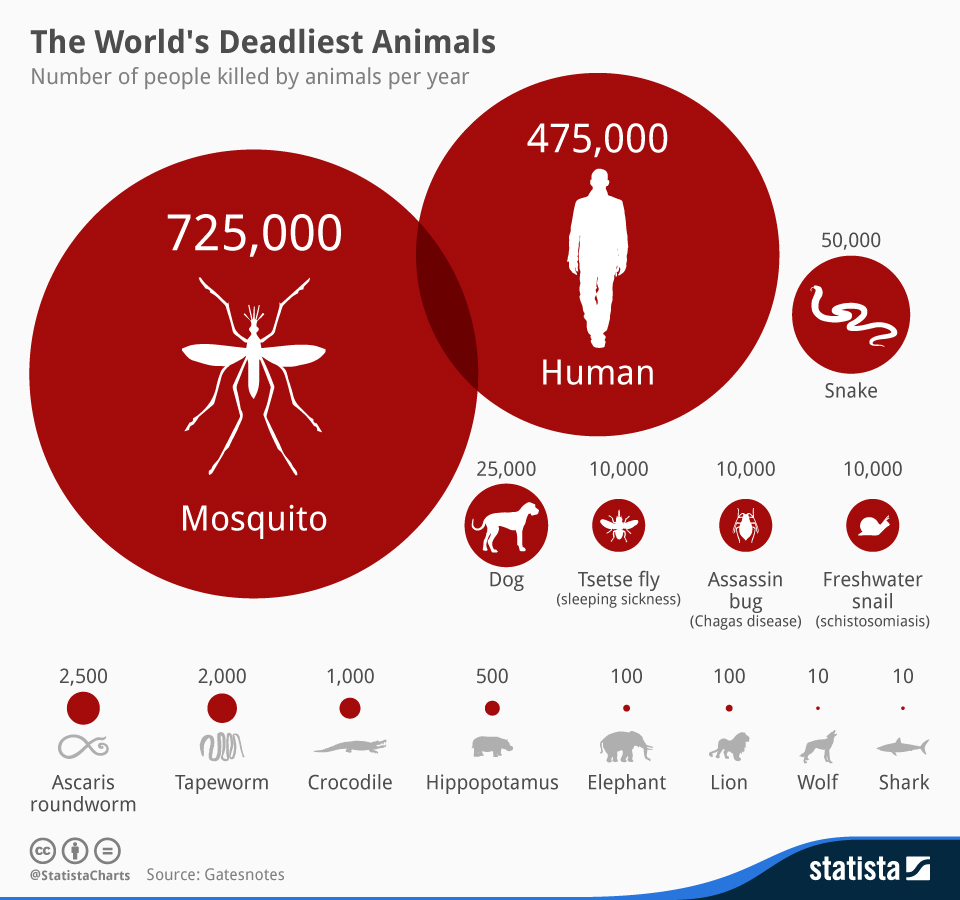 The World's Deadliest Animals
Number of people killed by animals per year
475,000
Human
725,000
Mosquito
50,000
Snake
25,000
Dog
10,000
Tsetse fly
(sleeping sickness)
10,000
Assassin
bug
(Chagas disease)
10,000
Freshwater
snail
(schistosomiasis)
2,500
Ascaris
roundworm
2,000
Tapeworm
1,000
Crocodile
500
Hippopotamus
100
Elephant
100
Lion
10
Wolf
10
Shark
cc
@StatistaCharts Source: Gatesnotes
statista